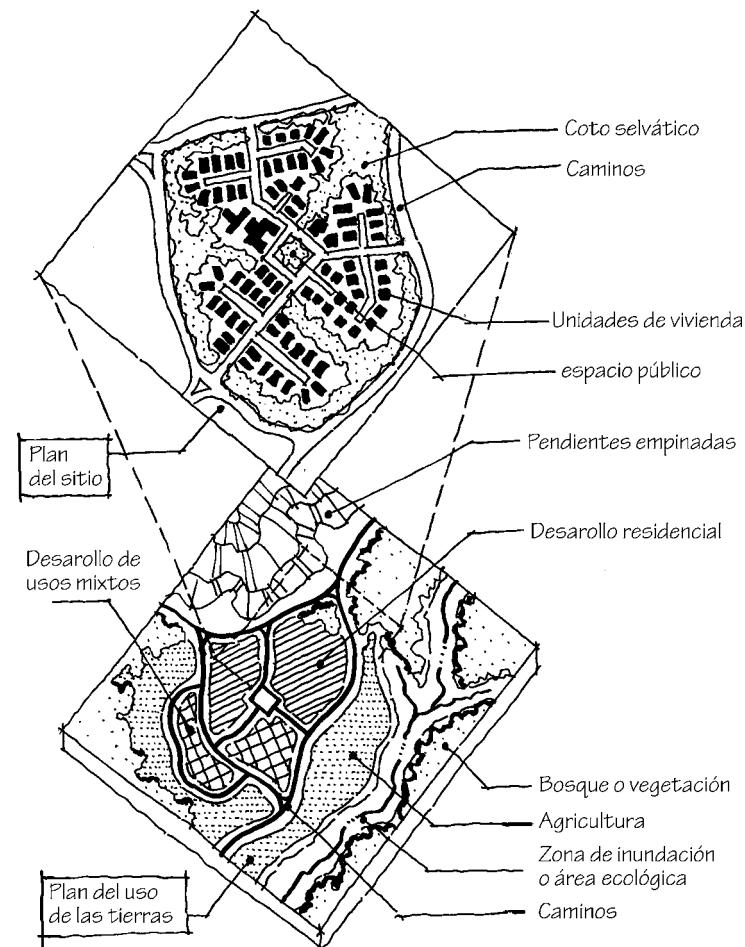 Coto selvático
Caminos
Unidades de vivienda
espacio público
Plan
del sitio
Pendientes empinadas
Desarollo residencial
Desarollo de
usos mixtos
Bosque o vegetación
Agricultura
Zona de inundación
o área ecológica
Caminos
Plan del uso
de las tierras